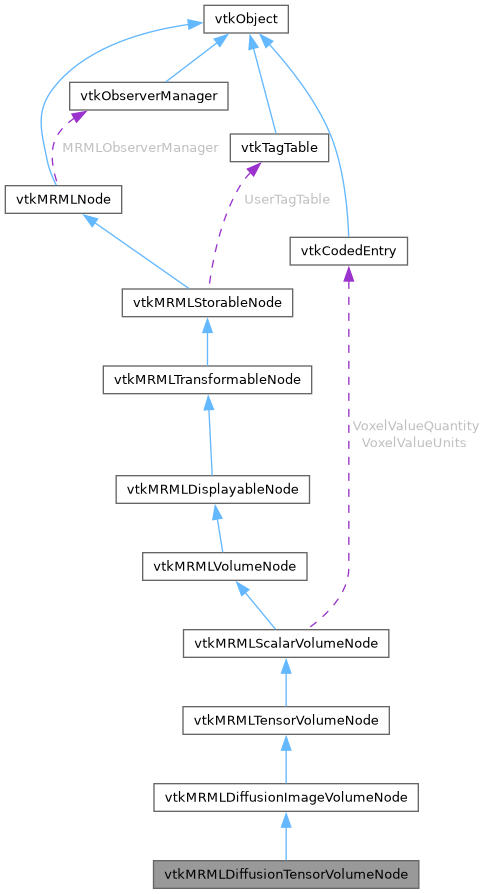 vtkObject
vtkObserverManager
MRMLObserverManager
vtkTagTable
vtkMRMLNode
UserTagTable
vtkCodedEntry
vtkMRMLStorableNode
vtkMRMLTransformableNode
VoxelValueQuantity
VoxelValueUnits
vtkMRMLDisplayableNode
vtkMRMLVolumeNode
vtkMRMLScalarVolumeNode
vtkMRMLTensorVolumeNode
vtkMRMLDiffusionImageVolumeNode
vtkMRMLDiffusionTensorVolumeNode